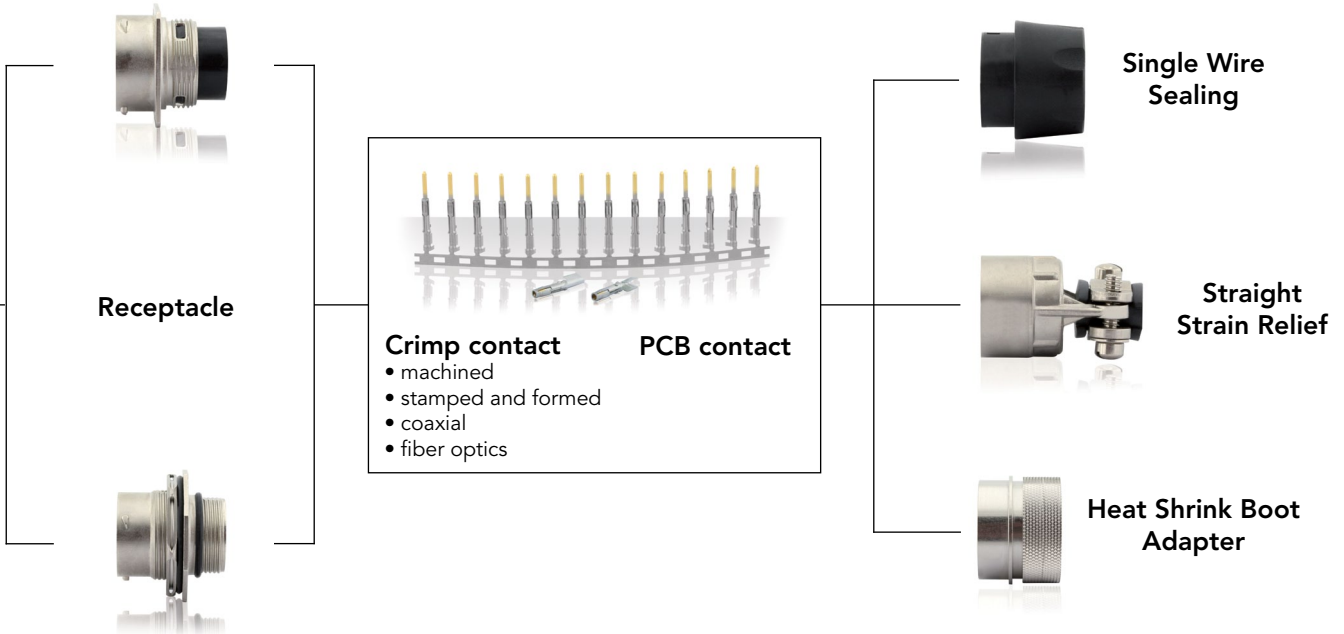 Receptacle
Crimp contact
• machined
• stamped and formed
• coaxial
• fiber optics
PCB contact
Single Wire
Sealing
Straight
Strain Relief
Heat Shrink Boot
Adapter